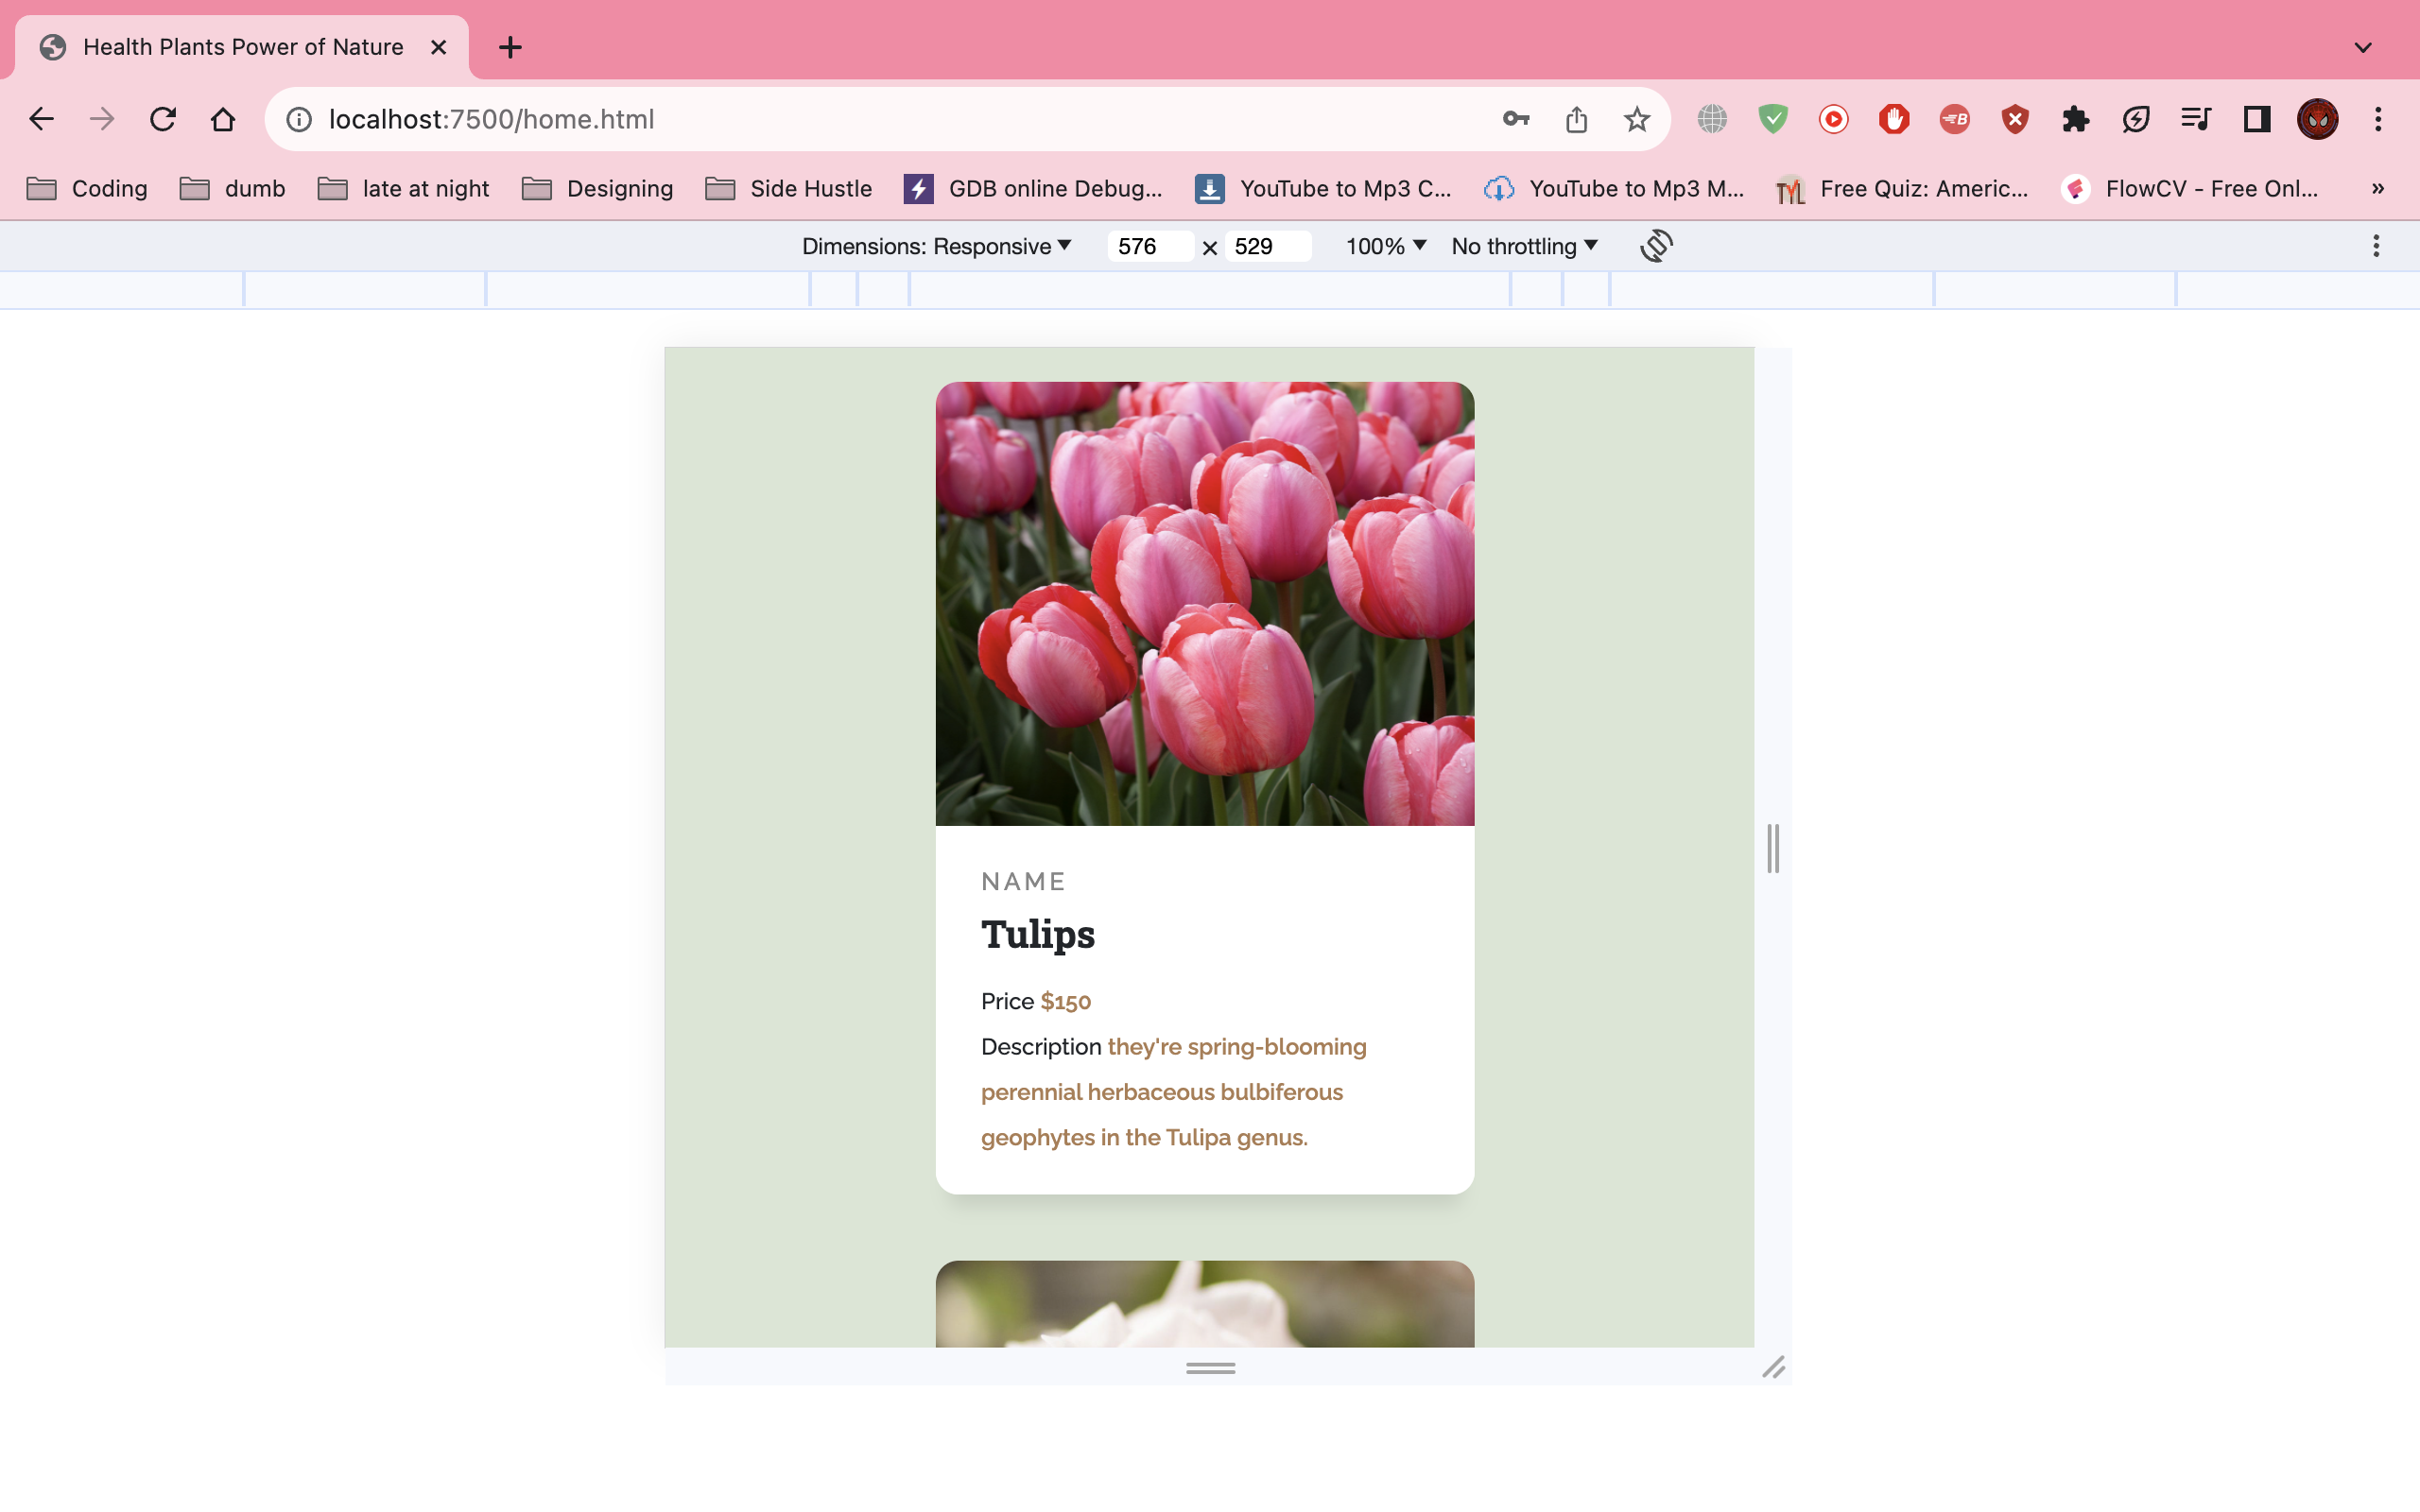 Health Plants Power of Nature
localhost:7500/home.html
Coding dumb late at night Designing Side Hustle GDB online Debug... YouTube to Mp3 C... YouTube to Mp3 M... Free Quiz: Americ... FlowCV - Free Onl... »
Dimensions: Responsive 576 × 529 100% No throttling
NAME
Tulips
Price $150
Description they're spring-blooming
perennial herbaceous bulbiferous
geophytes in the Tulipa genus.